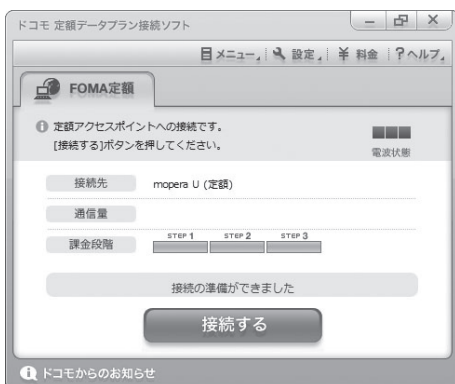 ドコモ 定額データプラン接続ソフト
メニュー 設定 ¥ 料金 ? ヘルプ
FOMA定額
定額アクセスポイントへの接続です。
[接続する]ボタンを押してください。
電波状態
接続先 mopera U (定額)
通信量
課金段階 STEP 1 STEP 2 STEP 3
接続の準備ができました
接続する
ドコモからのお知らせ